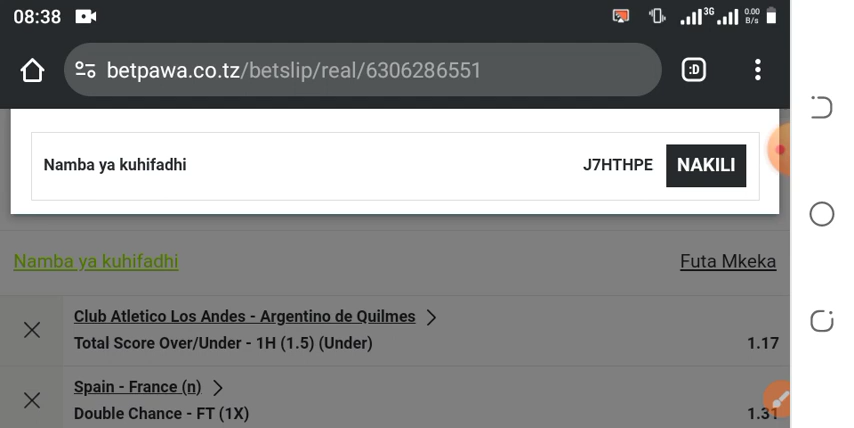 08:38 3G 0.00 B/s
betpawa.co.tz/betslip/real/6306286551 :D
Namba ya kuhifadhi J7HTHPE NAKILI
Namba ya kuhifadhi Futa Mkeka
Club Atletico Los Andes - Argentino de Quilmes
Total Score Over/Under - 1H (1.5) (Under) 1.17
Spain - France (n)
Double Chance - FT (1X) 1.31